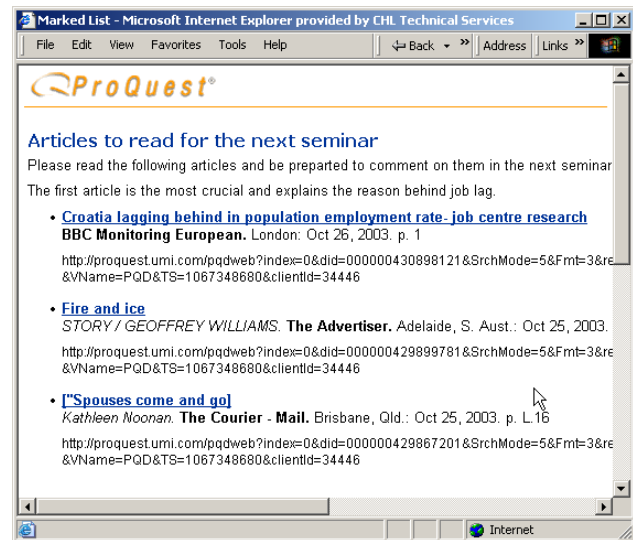 Marked List - Microsoft Internet Explorer provided by CHL Technical Services
File Edit View Favorites Tools Help Back » Address Links »
ProQuest®
Articles to read for the next seminar
Please read the following articles and be preparted to comment on them in the next seminar
The first article is the most crucial and explains the reason behind job lag.
• Croatia lagging behind in population employment rate- job centre research
BBC Monitoring European. London: Oct 26, 2003. p. 1
http://proquest.umi.com/pqdweb?index=0&did=000000430898121&SrchMode=5&Fmt=3&re
&VName=PQD&TS=1067348680&clientId=34446
• Fire and ice
STORY / GEOFFREY WILLIAMS. The Advertiser. Adelaide, S. Aust.: Oct 25, 2003.
http://proquest.umi.com/pqdweb?index=0&did=000000429899781&SrchMode=5&Fmt=3&re
&VName=PQD&TS=1067348680&clientId=34446
• ["Spouses come and go]
Kathleen Noonan. The Courier - Mail. Brisbane, Qld.: Oct 25, 2003. p. L.16
http://proquest.umi.com/pqdweb?index=0&did=000000429867201&SrchMode=5&Fmt=3&re
&VName=PQD&TS=1067348680&clientId=34446
Internet